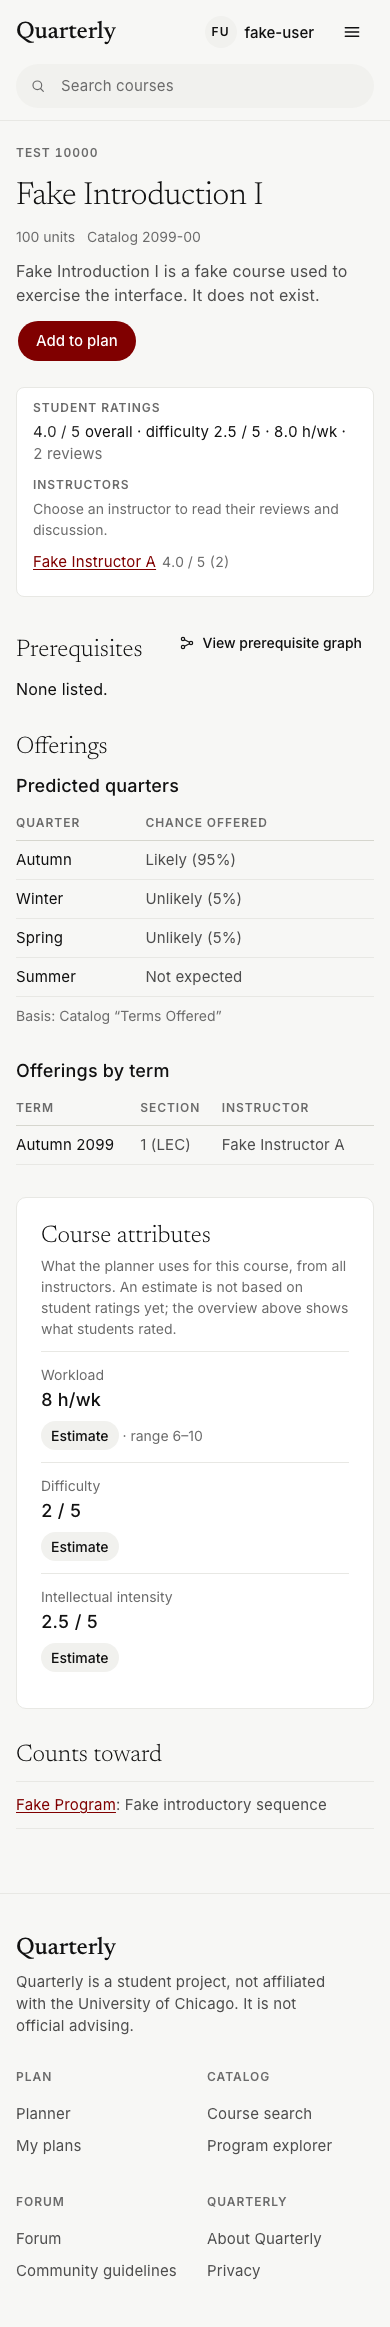 Quarterly
FU fake-user
Search courses
TEST 10000
Fake Introduction I
100 units Catalog 2099-00
Fake Introduction I is a fake course used to
exercise the interface. It does not exist.
Add to plan
STUDENT RATINGS
4.0 / 5 overall · difficulty 2.5 / 5 · 8.0 h/wk ·
2 reviews
INSTRUCTORS
Choose an instructor to read their reviews and
discussion.
Fake Instructor A 4.0 / 5 (2)
Prerequisites
View prerequisite graph
None listed.
Offerings
Predicted quarters
QUARTER CHANCE OFFERED
Autumn Likely (95%)
Winter Unlikely (5%)
Spring Unlikely (5%)
Summer Not expected
Basis: Catalog “Terms Offered”
Offerings by term
TERM SECTION INSTRUCTOR
Autumn 2099 1 (LEC) Fake Instructor A
Course attributes
What the planner uses for this course, from all
instructors. An estimate is not based on
student ratings yet; the overview above shows
what students rated.
Workload
8 h/wk
Estimate · range 6–10
Difficulty
2 / 5
Estimate
Intellectual intensity
2.5 / 5
Estimate
Counts toward
Fake Program: Fake introductory sequence
Quarterly
Quarterly is a student project, not affiliated
with the University of Chicago. It is not
official advising.
PLAN CATALOG
Planner Course search
My plans Program explorer
FORUM QUARTERLY
Forum About Quarterly
Community guidelines Privacy